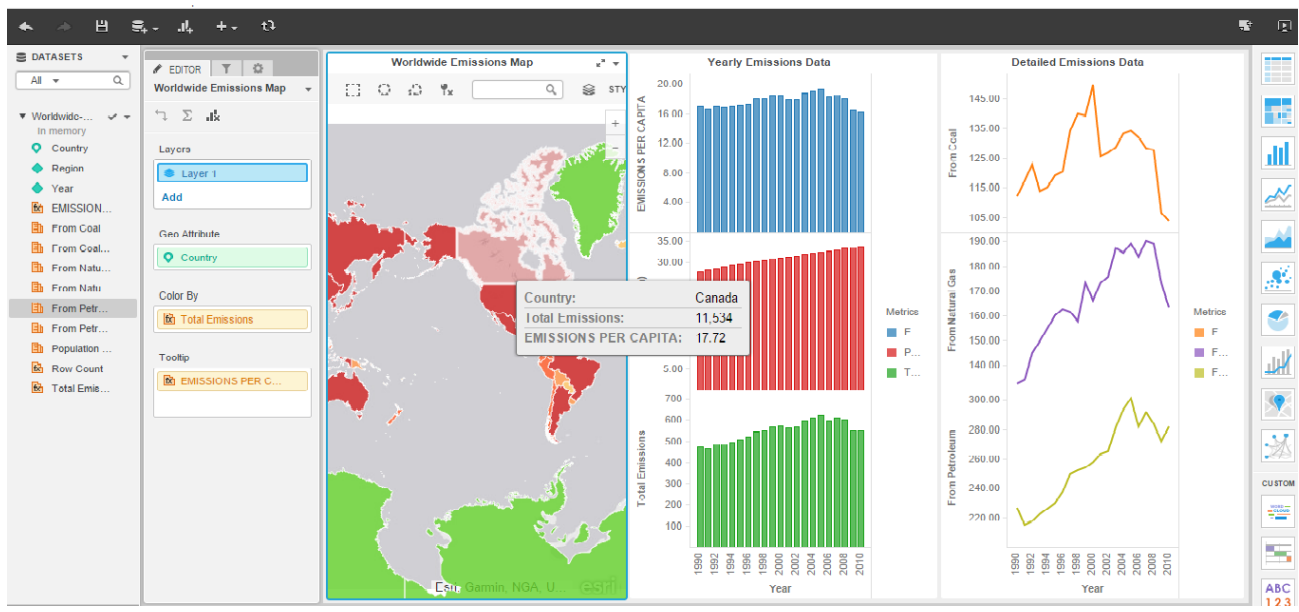 DATASETS
All
Worldwide-...
In memory
Country
Region
Year
EMISSION...
From Coal
From Coal...
From Natu...
From Natu
From Petr...
From Petr...
Population ...
Row Count
Total Emis...
EDITOR
Worldwide Emissions Map
Layers
Layer 1
Add
Geo Attribute
Country
Color By
Total Emissions
Tooltip
EMISSIONS PER C...
Worldwide Emissions Map
STY
+
−
Country: Canada
Total Emissions: 11,534
EMISSIONS PER CAPITA: 17.72
Esri, Garmin, NGA, U...
esri
Yearly Emissions Data
EMISSIONS PER CAPITA
20.00
16.00
12.00
8.00
4.00
35.00
30.00
5.00
Total Emissions
700
600
500
400
300
200
100
1990 1992 1994 1996 1998 2000 2002 2004 2006 2008 2010
Year
Metrics
F
P...
T...
Detailed Emissions Data
From Coal
145.00
135.00
125.00
115.00
105.00
From Natural Gas
190.00
180.00
170.00
160.00
150.00
140.00
From Petroleum
300.00
280.00
260.00
240.00
220.00
1990 1992 1994 1996 1998 2000 2002 2004 2006 2008 2010
Year
Metrics
F
F...
F...
CUSTOM
ABC
1 2 3